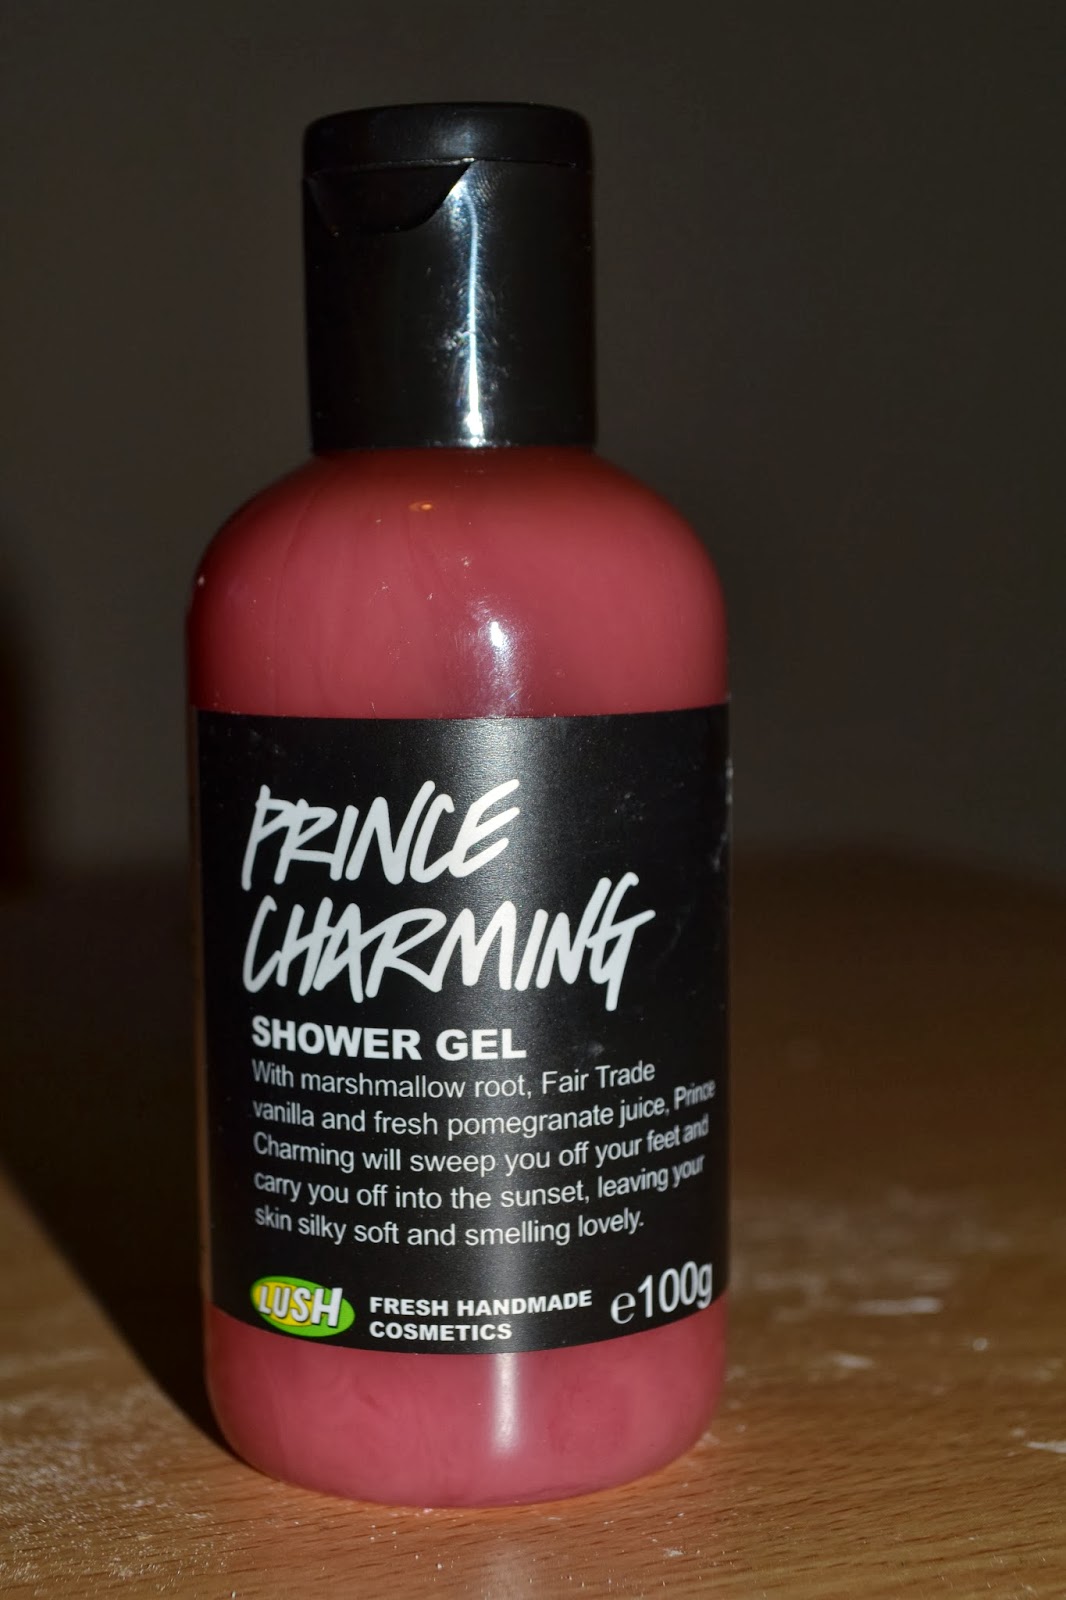 PRINCE
CHARMING
SHOWER GEL
With marshmallow root, Fair Trade
vanilla and fresh pomegranate juice, Prince
Charming will sweep you off your feet and
carry you off into the sunset, leaving your
skin silky soft and smelling lovely.
LUSH
FRESH HANDMADE
COSMETICS
℮100g